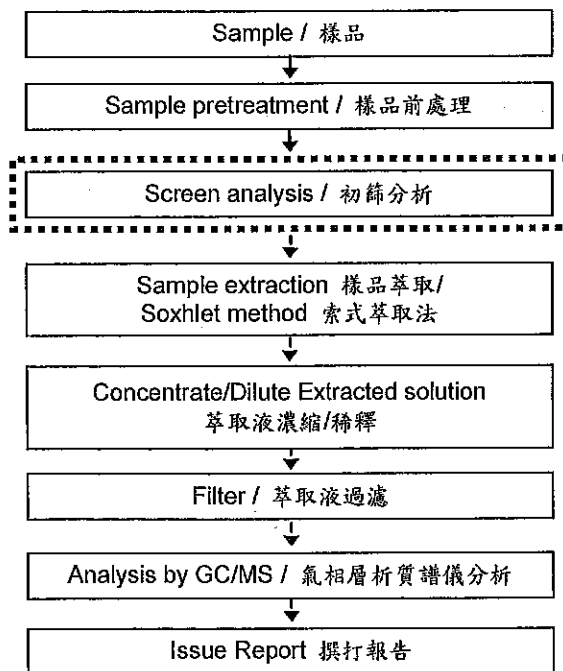 Sample / 樣品
Sample pretreatment / 樣品前處理
Screen analysis / 初篩分析
Sample extraction 樣品萃取/
Soxhlet method 索式萃取法
Concentrate/Dilute Extracted solution
萃取液濃縮/稀釋
Filter / 萃取液過濾
Analysis by GC/MS / 氣相層析質譜儀分析
Issue Report 撰打報告